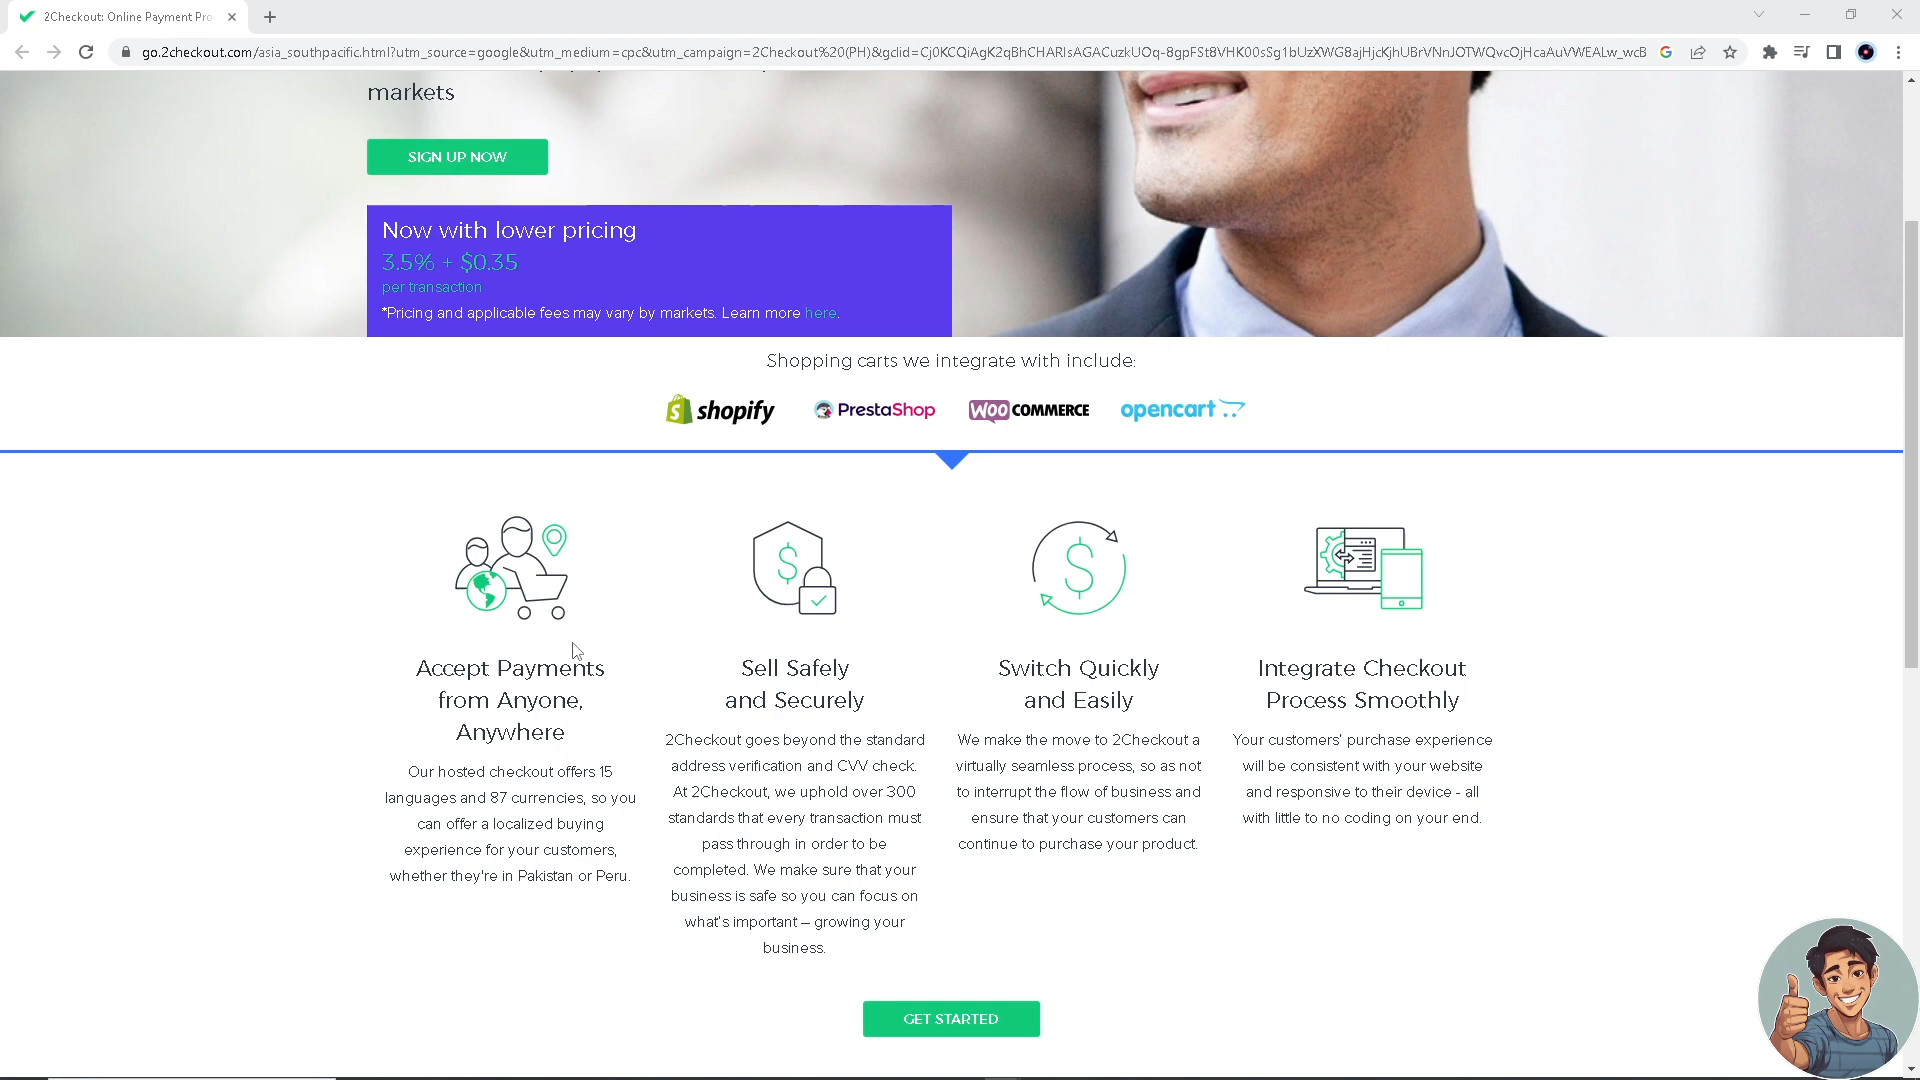 2Checkout: Online Payment Pro
go.2checkout.com/asia_southpacific.html?utm_source=google&utm_medium=cpc&utm_campaign=2Checkout%20(PH)&gclid=Cj0KCQiAgK2qBhCHARIsAGACuzkUOq-8gpFSt8VHK00sSg1bUzXWG8ajHjcKjhUBrVNnJOTWQvcOjHcaAuVWEALw_wcB
markets
SIGN UP NOW
Now with lower pricing
3.5% + $0.35
per transaction
*Pricing and applicable fees may vary by markets. Learn more here.
Shopping carts we integrate with include:
shopify PrestaShop WOO COMMERCE opencart
Accept Payments
from Anyone,
Anywhere
Our hosted checkout offers 15
languages and 87 currencies, so you
can offer a localized buying
experience for your customers,
whether they're in Pakistan or Peru.
Sell Safely
and Securely
2Checkout goes beyond the standard
address verification and CVV check.
At 2Checkout, we uphold over 300
standards that every transaction must
pass through in order to be
completed. We make sure that your
business is safe so you can focus on
what's important – growing your
business.
Switch Quickly
and Easily
We make the move to 2Checkout a
virtually seamless process, so as not
to interrupt the flow of business and
ensure that your customers can
continue to purchase your product.
Integrate Checkout
Process Smoothly
Your customers' purchase experience
will be consistent with your website
and responsive to their device - all
with little to no coding on your end.
GET STARTED